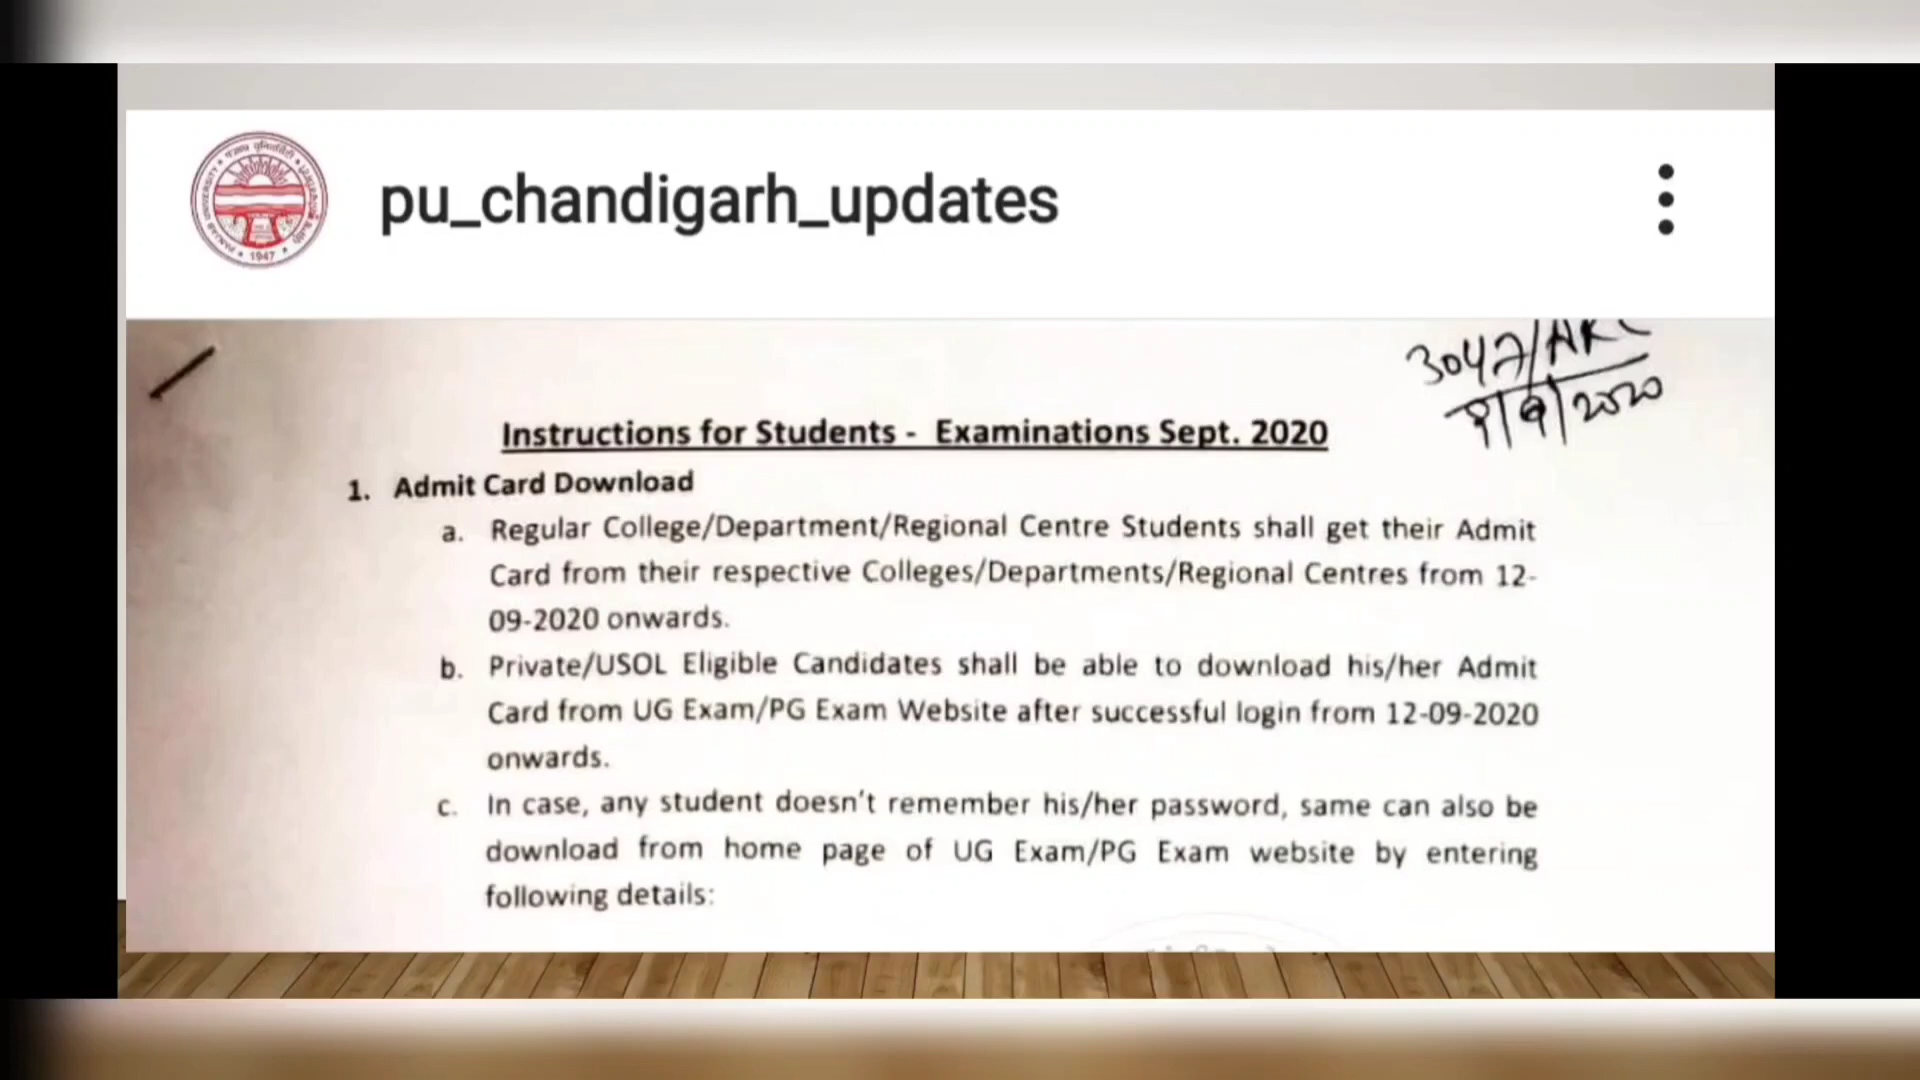 PANJAB UNIVERSITY
1947
pu_chandigarh_updates
3047/
9/2020
Instructions for Students - Examinations Sept. 2020
1. Admit Card Download
a. Regular College/Department/Regional Centre Students shall get their Admit
Card from their respective Colleges/Departments/Regional Centres from 12-
09-2020 onwards.
b. Private/USOL Eligible Candidates shall be able to download his/her Admit
Card from UG Exam/PG Exam Website after successful login from 12-09-2020
onwards.
c. In case, any student doesn't remember his/her password, same can also be
download from home page of UG Exam/PG Exam website by entering
following details: